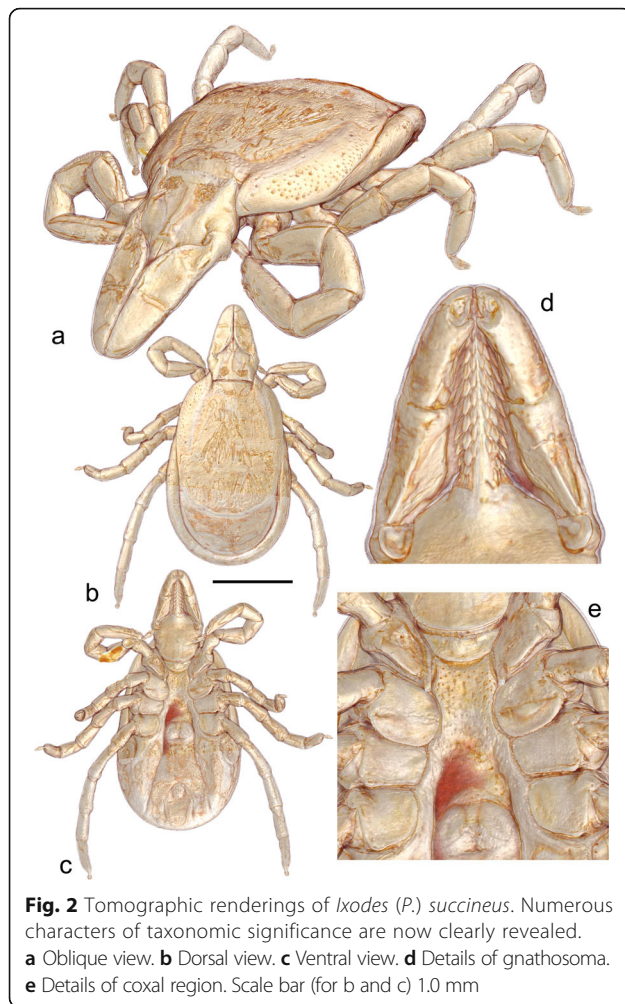 a
d
b
e
c
Fig. 2 Tomographic renderings of Ixodes (P.) succineus. Numerous
characters of taxonomic significance are now clearly revealed.
a Oblique view. b Dorsal view. c Ventral view. d Details of gnathosoma.
e Details of coxal region. Scale bar (for b and c) 1.0 mm